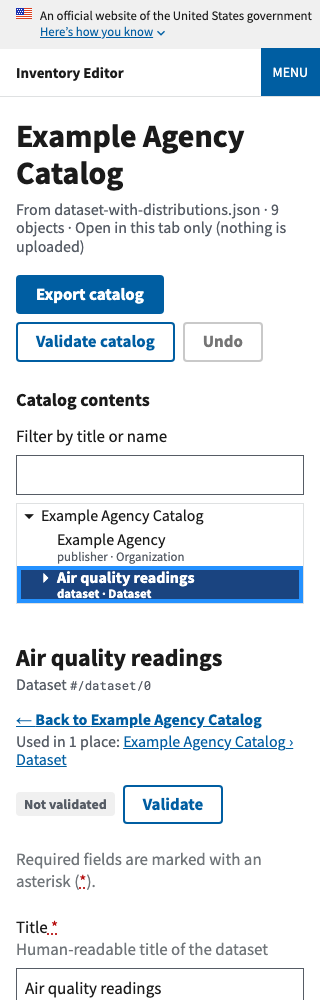 An official website of the United States government
Here's how you know
Inventory Editor
MENU
Example Agency
Catalog
From dataset-with-distributions.json · 9
objects · Open in this tab only (nothing is
uploaded)
Export catalog
Validate catalog
Undo
Catalog contents
Filter by title or name
Example Agency Catalog
Example Agency
publisher · Organization
Air quality readings
dataset · Dataset
Air quality readings
Dataset #/dataset/0
← Back to Example Agency Catalog
Used in 1 place: Example Agency Catalog ›
Dataset
Not validated
Validate
Required fields are marked with an
asterisk (*).
Title *
Human-readable title of the dataset
Air quality readings